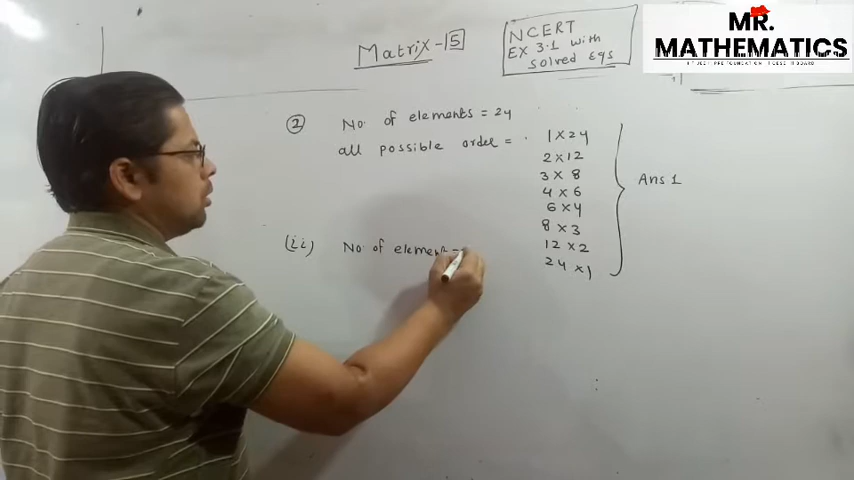 Matrix-15
NCERT
EX 3.1 with
solved Eqs
MR.
MATHEMATICS
② No. of elements = 24
all possible order =
1 × 24
2 × 12
3 × 8
4 × 6
6 × 4
8 × 3
12 × 2
24 × 1
Ans 1
(ii) No. of element =